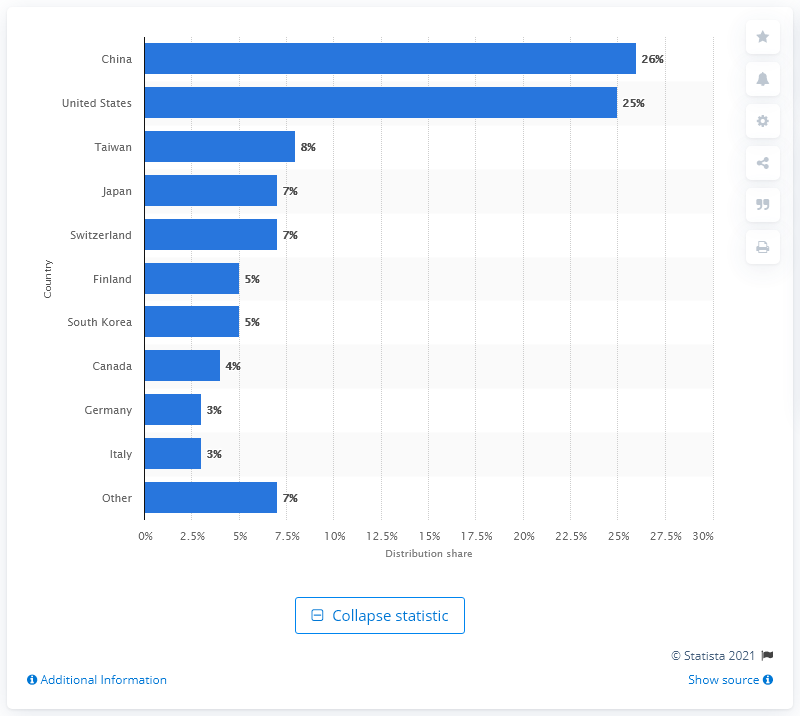 China 26%
United States 25%
Taiwan 8%
Japan 7%
Switzerland 7%
Country
Finland 5%
South Korea 5%
Canada 4%
Germany 3%
Italy 3%
Other 7%
0% 2.5% 5% 7.5% 10% 12.5% 15% 17.5% 20% 22.5% 25% 27.5% 30%
Distribution share
Collapse statistic
© Statista 2021
Additional Information Show source